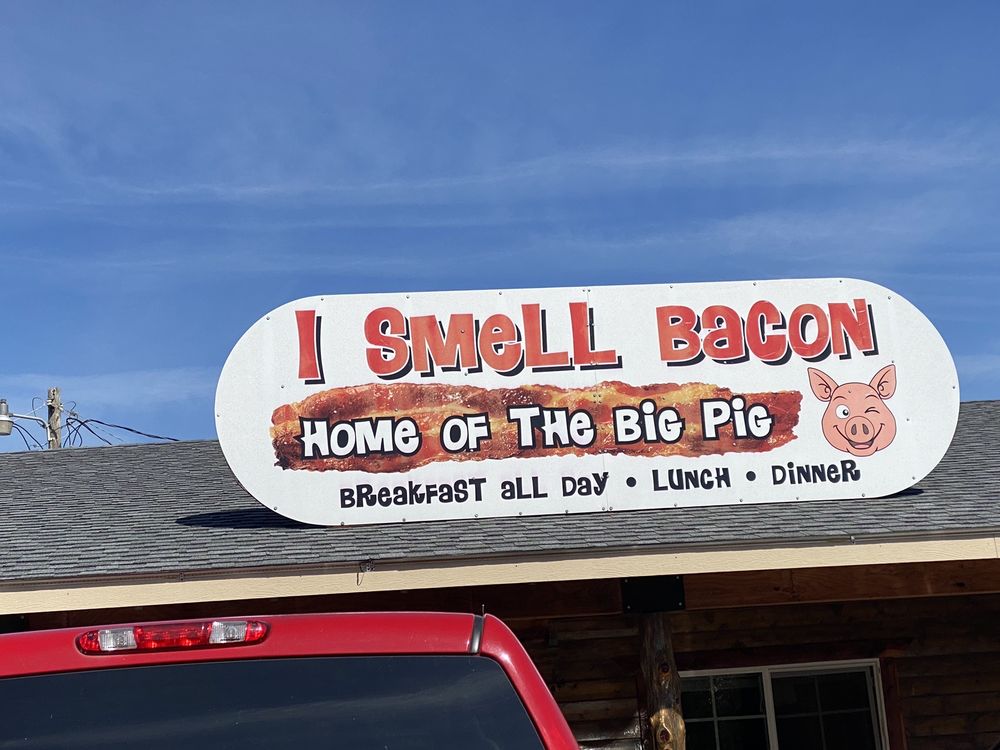 I SMELL BACON
HOME OF THE BIG PIG
BREAKFAST ALL DAY • LUNCH • DINNER